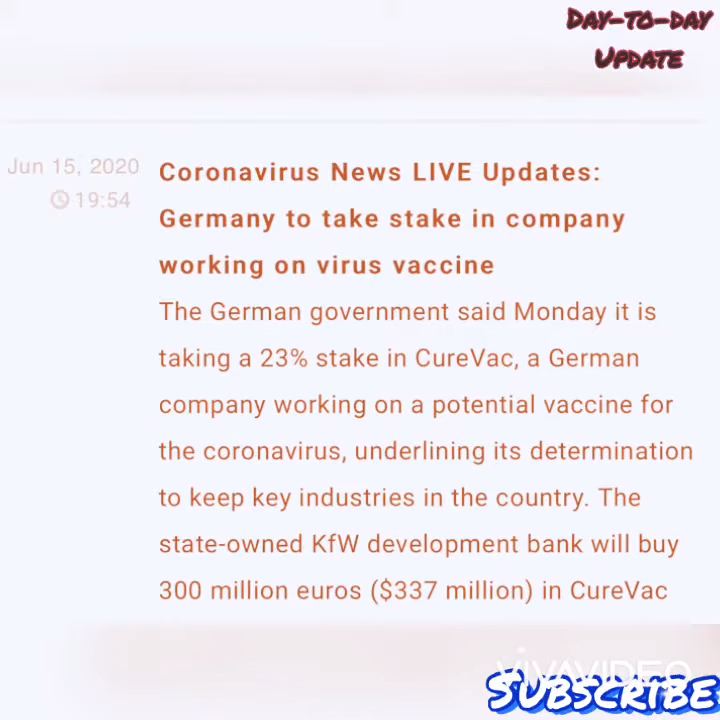 Day-to-day
Update
Jun 15, 2020
19:54
Coronavirus News LIVE Updates:
Germany to take stake in company
working on virus vaccine
The German government said Monday it is
taking a 23% stake in CureVac, a German
company working on a potential vaccine for
the coronavirus, underlining its determination
to keep key industries in the country. The
state-owned KfW development bank will buy
300 million euros ($337 million) in CureVac
VIVAVIDEO
SUBSCRIBE